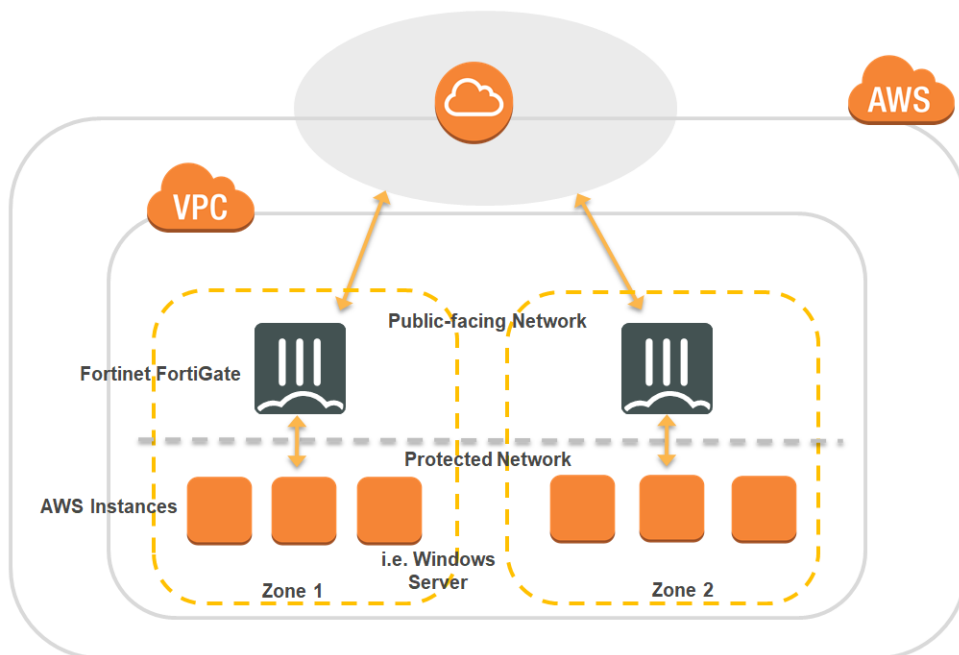 AWS
VPC
Public-facing Network
Fortinet FortiGate
Protected Network
AWS Instances
i.e. Windows
Server
Zone 1
Zone 2